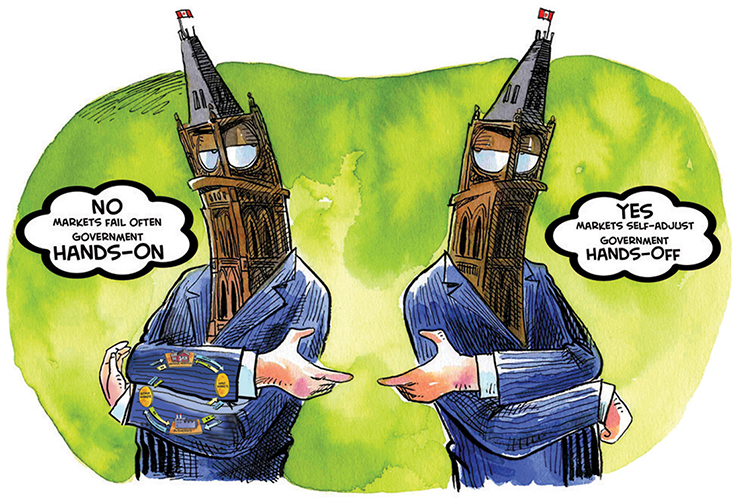 NO
MARKETS FAIL OFTEN
GOVERNMENT
HANDS-ON
YES
MARKETS SELF-ADJUST
GOVERNMENT
HANDS-OFF